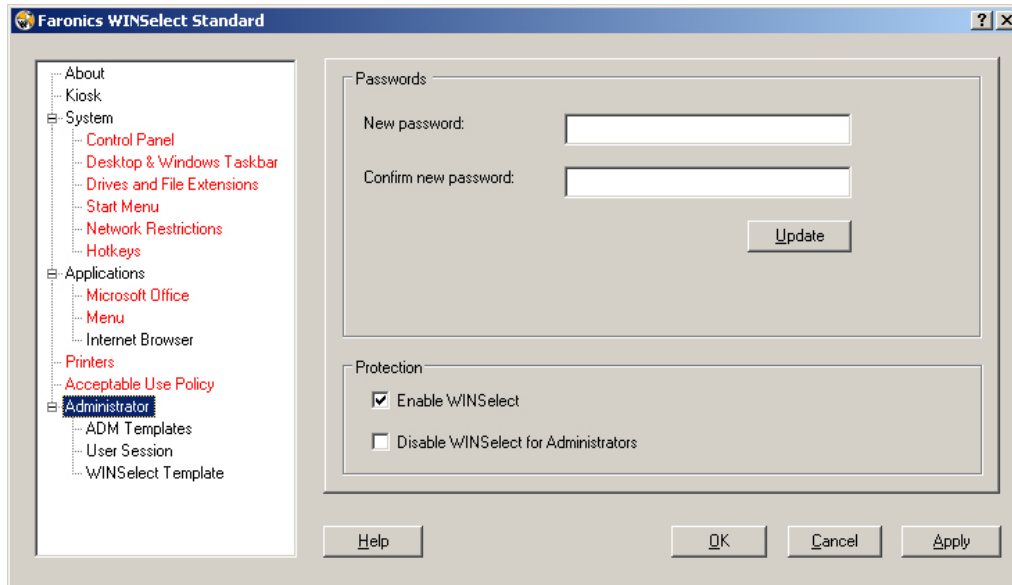 Faronics WINSelect Standard
About
Kiosk
System
Control Panel
Desktop & Windows Taskbar
Drives and File Extensions
Start Menu
Network Restrictions
Hotkeys
Applications
Microsoft Office
Menu
Internet Browser
Printers
Acceptable Use Policy
Administrator
ADM Templates
User Session
WINSelect Template
Passwords
New password:
Confirm new password:
Update
Protection
Enable WINSelect
Disable WINSelect for Administrators
Help
OK
Cancel
Apply